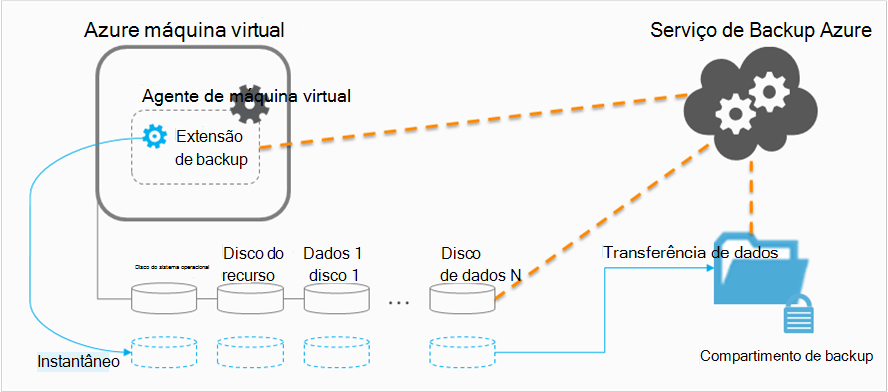 Azure máquina virtual
Serviço de Backup Azure
Agente de máquina virtual
Extensão
de backup
Disco do sistema operacional
Disco do
recurso
Dados 1
disco 1
...
Disco
de dados N
Transferência de dados
Instantâneo
Compartimento de backup